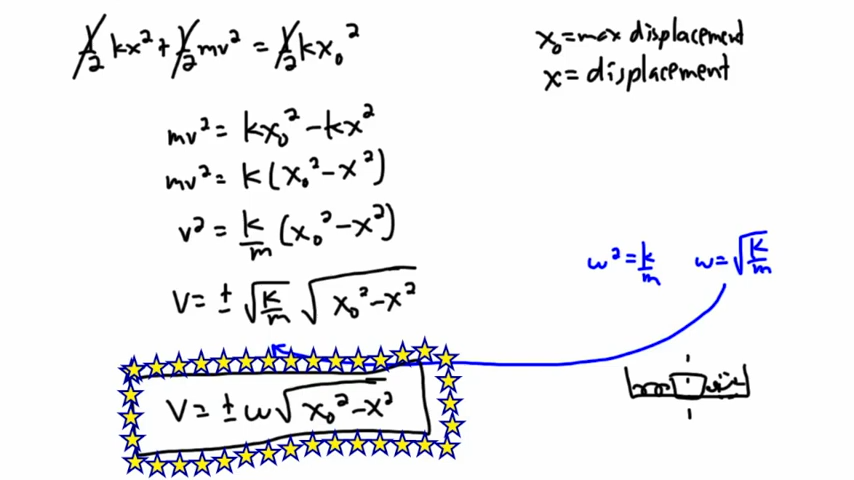 ½kx² + ½mv² = ½kx₀²
x₀ = max displacement
x = displacement
mv² = kx₀² - kx²
mv² = k(x₀² - x²)
v² = k/m (x₀² - x²)
ω² = k/m ω = √(k/m)
V = ± √(k/m) √(x₀² - x²)
V = ± ω √(x₀² - x²)